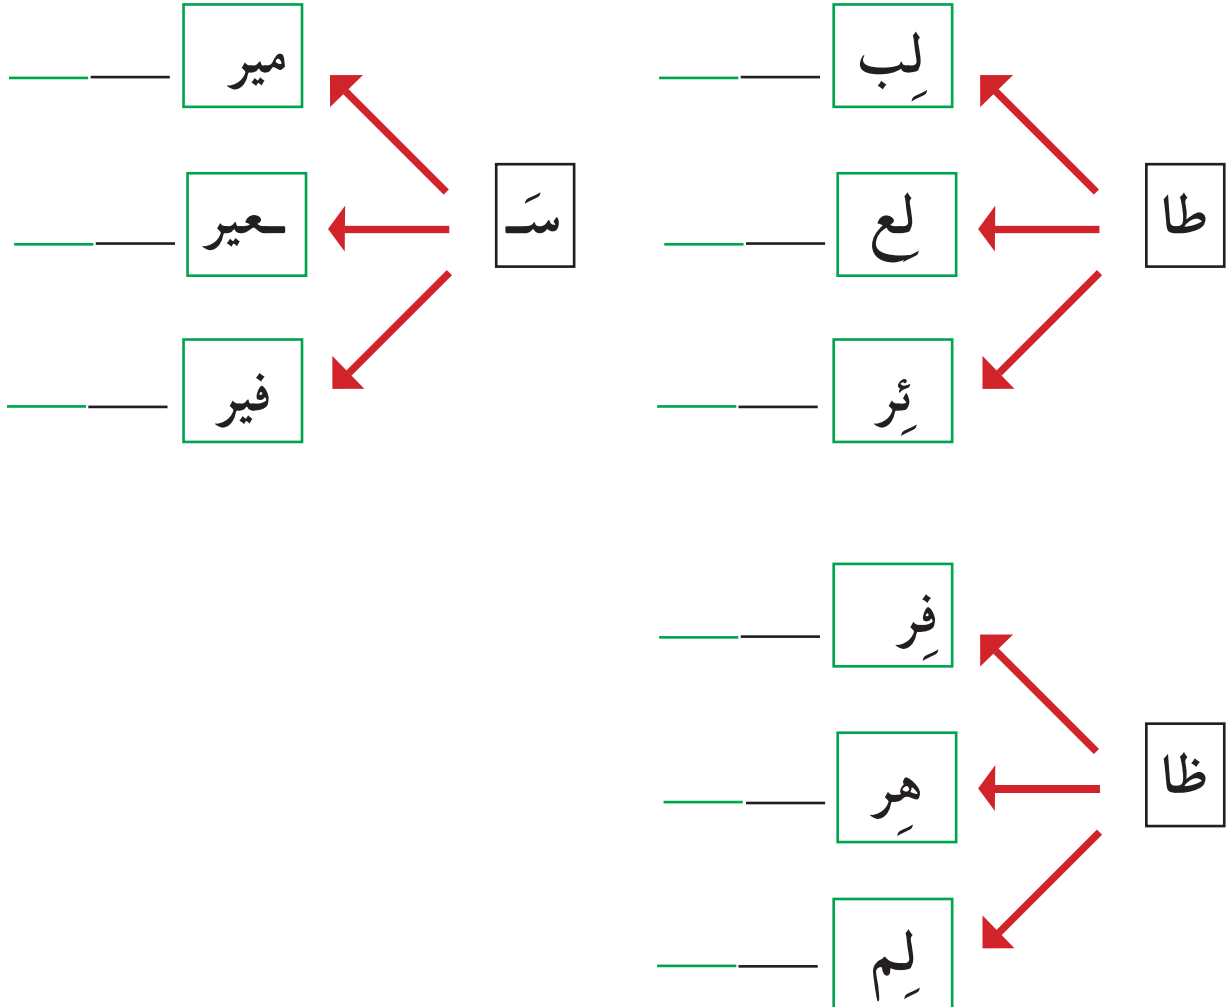 طا
لِب
لِع
ئِر
سَـ
مير
ـعير
فير
ظا
فِر
هِر
لِم